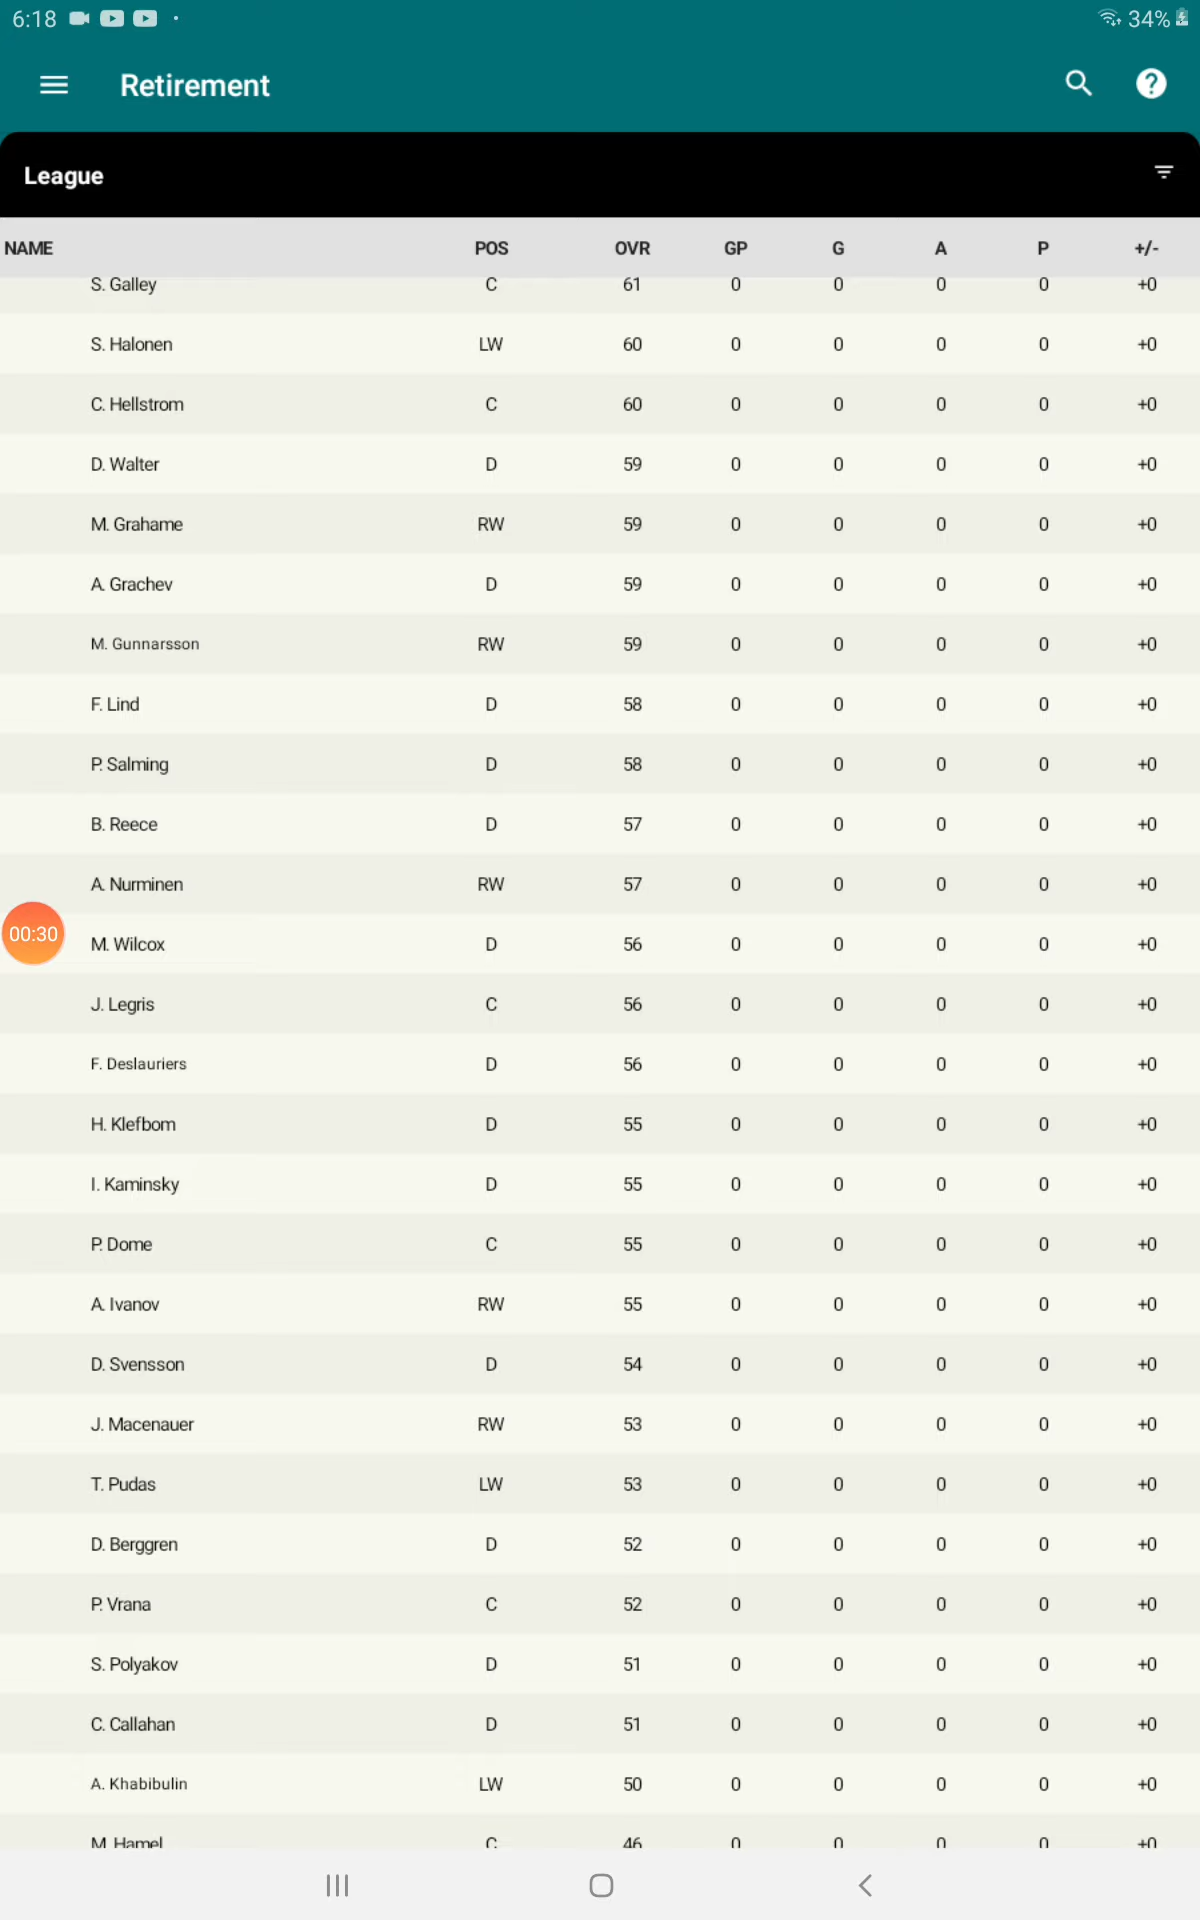 6:18 34%
Retirement
League
NAME POS OVR GP G A P +/-
S. Galley C 61 0 0 0 0 +0
S. Halonen LW 60 0 0 0 0 +0
C. Hellstrom C 60 0 0 0 0 +0
D. Walter D 59 0 0 0 0 +0
M. Grahame RW 59 0 0 0 0 +0
A. Grachev D 59 0 0 0 0 +0
M. Gunnarsson RW 59 0 0 0 0 +0
F. Lind D 58 0 0 0 0 +0
P. Salming D 58 0 0 0 0 +0
B. Reece D 57 0 0 0 0 +0
A. Nurminen RW 57 0 0 0 0 +0
00:30
M. Wilcox D 56 0 0 0 0 +0
J. Legris C 56 0 0 0 0 +0
F. Deslauriers D 56 0 0 0 0 +0
H. Klefbom D 55 0 0 0 0 +0
I. Kaminsky D 55 0 0 0 0 +0
P. Dome C 55 0 0 0 0 +0
A. Ivanov RW 55 0 0 0 0 +0
D. Svensson D 54 0 0 0 0 +0
J. Macenauer RW 53 0 0 0 0 +0
T. Pudas LW 53 0 0 0 0 +0
D. Berggren D 52 0 0 0 0 +0
P. Vrana C 52 0 0 0 0 +0
S. Polyakov D 51 0 0 0 0 +0
C. Callahan D 51 0 0 0 0 +0
A. Khabibulin LW 50 0 0 0 0 +0
M. Hamel C 46 0 0 0 0 +0